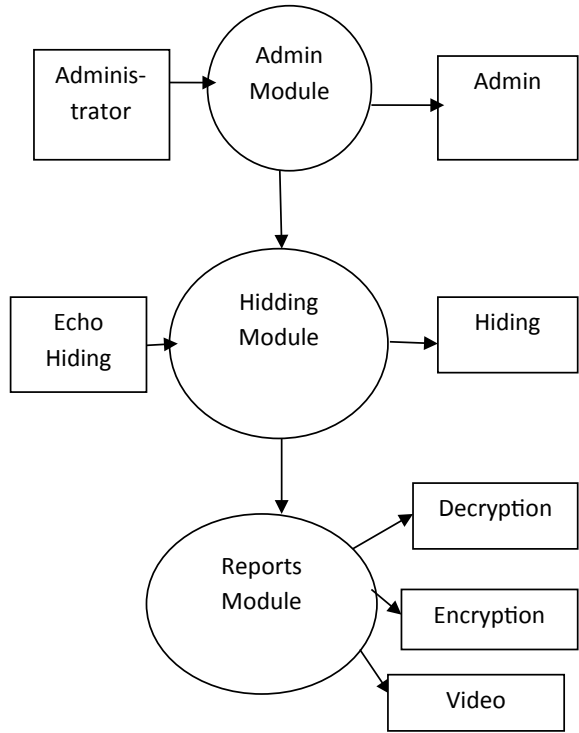 Adminis-
trator
Admin
Module
Admin
Echo
Hiding
Hidding
Module
Hiding
Reports
Module
Decryption
Encryption
Video